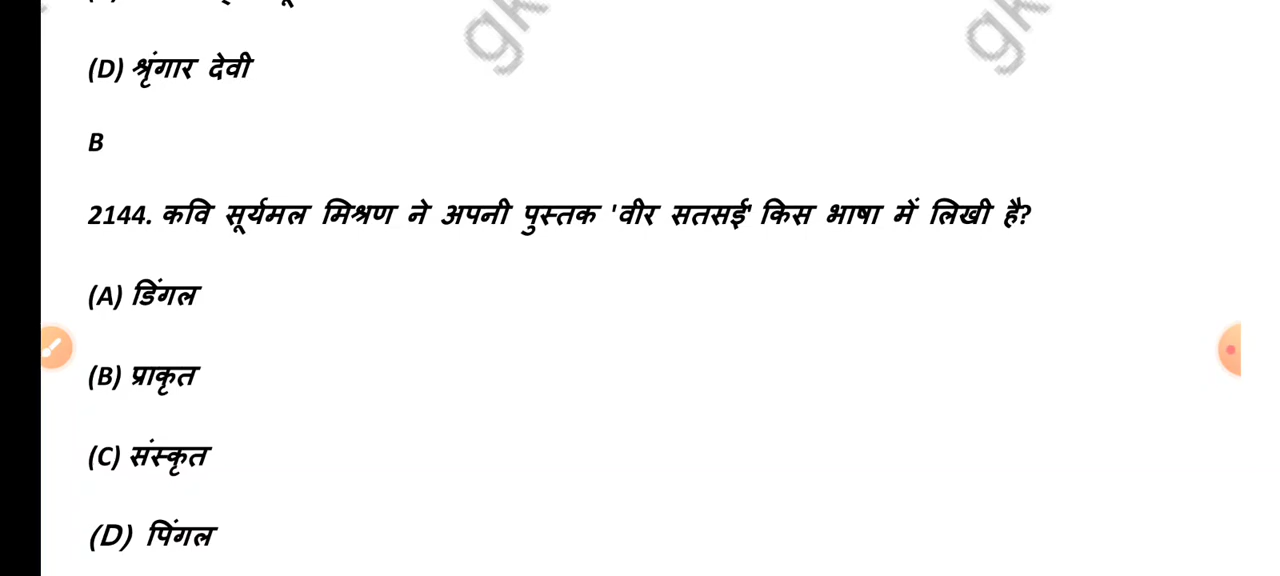 (D) श्रृंगार देवी
B
2144. कवि सूर्यमल मिश्रण ने अपनी पुस्तक 'वीर सतसई' किस भाषा में लिखी है?
(A) डिंगल
(B) प्राकृत
(C) संस्कृत
(D) पिंगल